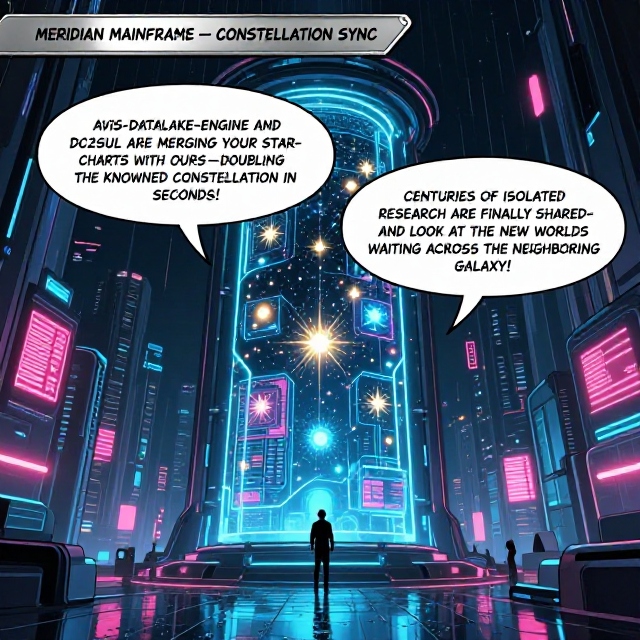 MERIDIAN MAINFRAME — CONSTELLATION SYNC
AVIS-DATALAKE-ENGINE AND
DC2SUL ARE MERGING YOUR STAR-
CHARTS WITH OURS—DOUBLING
THE KNOWNED CONSTELLATION IN
SECONDS!
CENTURIES OF ISOLATED
RESEARCH ARE FINALLY SHARED-
AND LOOK AT THE NEW WORLDS
WAITING ACROSS THE NEIGHBORING
GALAXY!